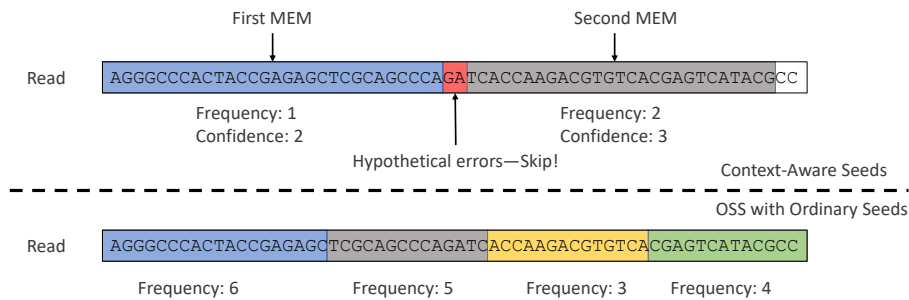 First MEM
Second MEM
Read
AGGGCCCACTACCGAGAGCTCGCAGCCCAGATCACCAAGACGTGTCACGAGTCATACGCC
Frequency: 1
Frequency: 2
Confidence: 2
Confidence: 3
Hypothetical errors—Skip!
Context-Aware Seeds
OSS with Ordinary Seeds
Read
AGGGCCCACTACCGAGAGCTCGCAGCCCAGATCACCAAGACGTGTCACGAGTCATACGCC
Frequency: 6
Frequency: 5
Frequency: 3
Frequency: 4